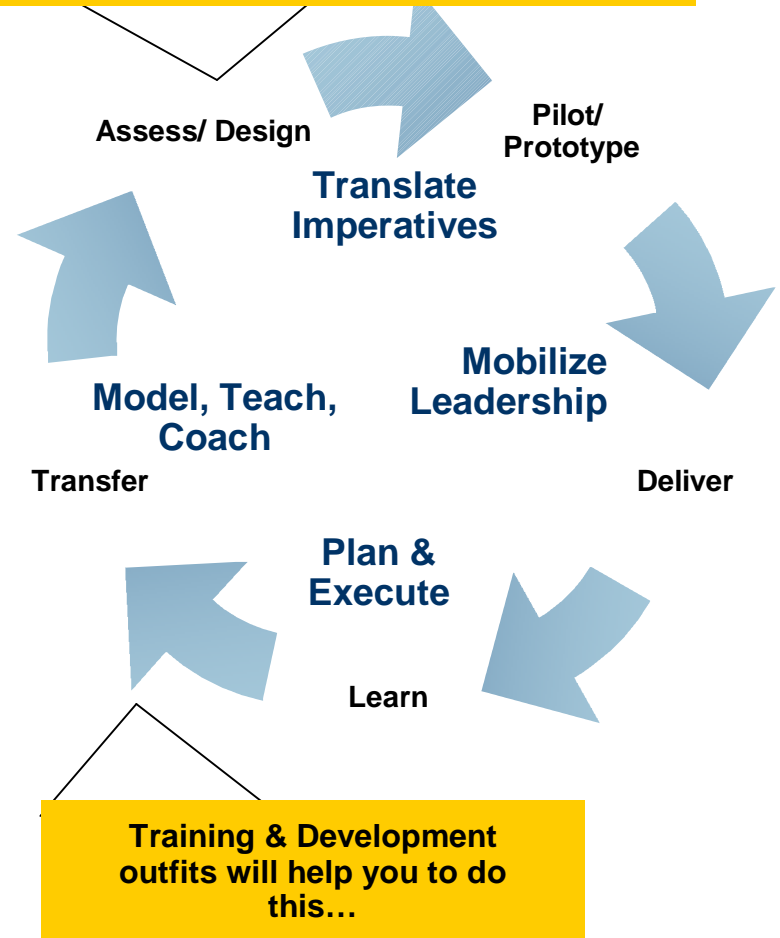 Assess/ Design
Pilot/
Prototype
Translate
Imperatives
Mobilize
Leadership
Model, Teach,
Coach
Transfer
Deliver
Plan &
Execute
Learn
Training & Development
outfits will help you to do
this…